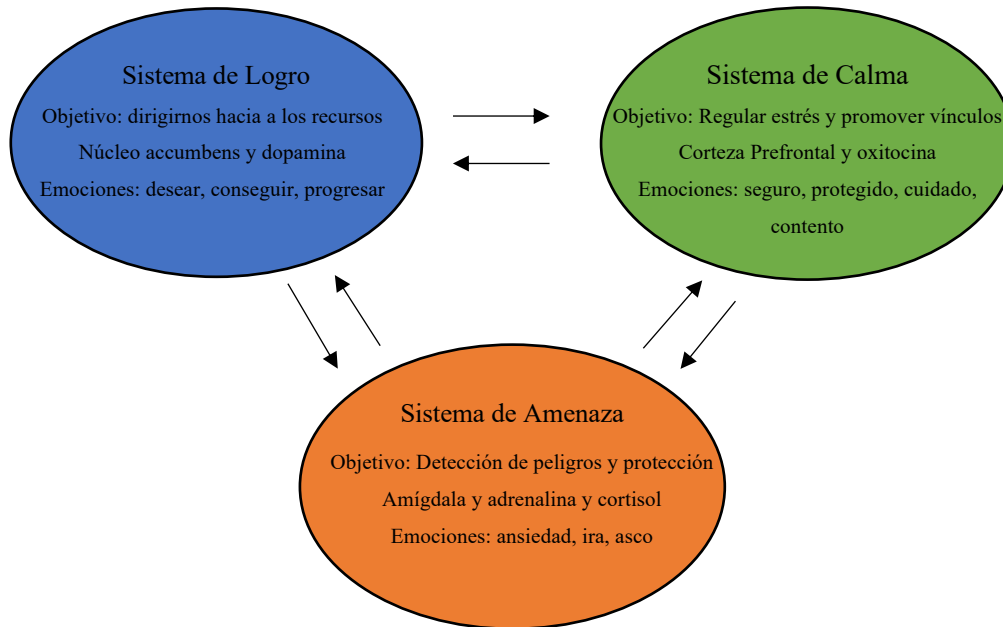 Sistema de Logro
Objetivo: dirigirnos hacia a los recursos
Núcleo accumbens y dopamina
Emociones: desear, conseguir, progresar
Sistema de Calma
Objetivo: Regular estrés y promover vínculos
Corteza Prefrontal y oxitocina
Emociones: seguro, protegido, cuidado,
contento
Sistema de Amenaza
Objetivo: Detección de peligros y protección
Amígdala y adrenalina y cortisol
Emociones: ansiedad, ira, asco